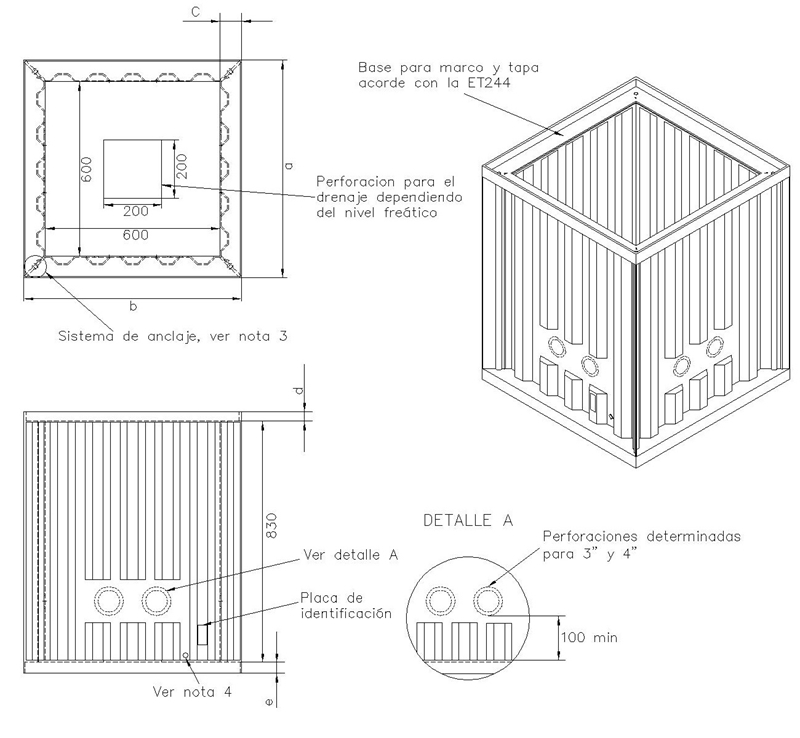 C
Base para marco y tapa
acorde con la ET244
600
200
a
Perforacion para el
drenaje dependiendo
del nivel freático
200
600
b
Sistema de anclaje, ver nota 3
d
830
DETALLE A
Perforaciones determinadas
para 3" y 4"
Ver detalle A
Placa de
identificación
100 min
Ver nota 4
e